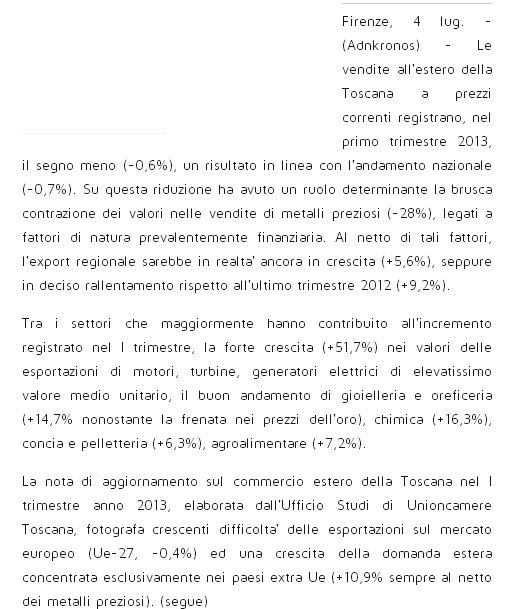 Firenze, 4 lug. -
(Adnkronos) - Le
vendite all'estero della
Toscana a prezzi
correnti registrano, nel
primo trimestre 2013,
il segno meno (-0,6%), un risultato in linea con l'andamento nazionale
(-0,7%). Su questa riduzione ha avuto un ruolo determinante la brusca
contrazione dei valori nelle vendite di metalli preziosi (-28%), legati a
fattori di natura prevalentemente finanziaria. Al netto di tali fattori,
l'export regionale sarebbe in realta' ancora in crescita (+5,6%), seppure
in deciso rallentamento rispetto all'ultimo trimestre 2012 (+9,2%).
Tra i settori che maggiormente hanno contribuito all'incremento
registrato nel I trimestre, la forte crescita (+51,7%) nei valori delle
esportazioni di motori, turbine, generatori elettrici di elevatissimo
valore medio unitario, il buon andamento di gioielleria e oreficeria
(+14,7% nonostante la frenata nei prezzi dell'oro), chimica (+16,3%),
concia e pelletteria (+6,3%), agroalimentare (+7,2%).
La nota di aggiornamento sul commercio estero della Toscana nel I
trimestre anno 2013, elaborata dall'Ufficio Studi di Unioncamere
Toscana, fotografa crescenti difficolta' delle esportazioni sul mercato
europeo (Ue-27, -0,4%) ed una crescita della domanda estera
concentrata esclusivamente nei paesi extra Ue (+10,9% sempre al netto
dei metalli preziosi). (segue)